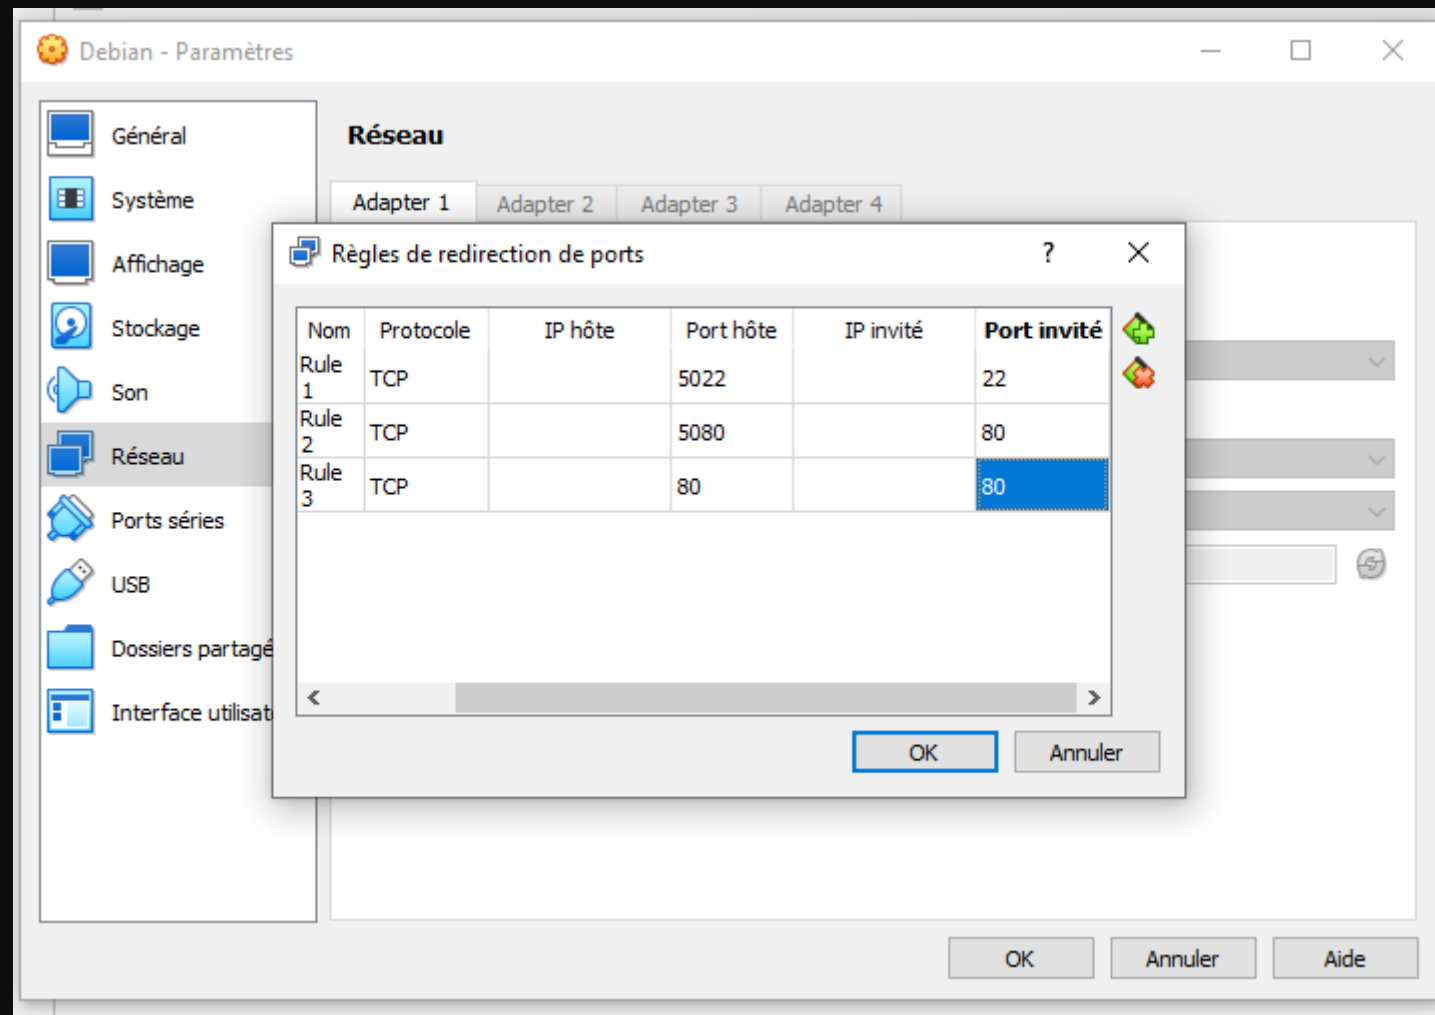 Debian - Paramètres
Général
Système
Affichage
Stockage
Son
Réseau
Ports séries
USB
Dossiers partagé
Interface utilisat
Réseau
Adapter 1 Adapter 2 Adapter 3 Adapter 4
Règles de redirection de ports ?
Nom Protocole IP hôte Port hôte IP invité Port invité
Rule 1 TCP 5022 22
Rule 2 TCP 5080 80
Rule 3 TCP 80 80
OK Annuler
OK Annuler Aide